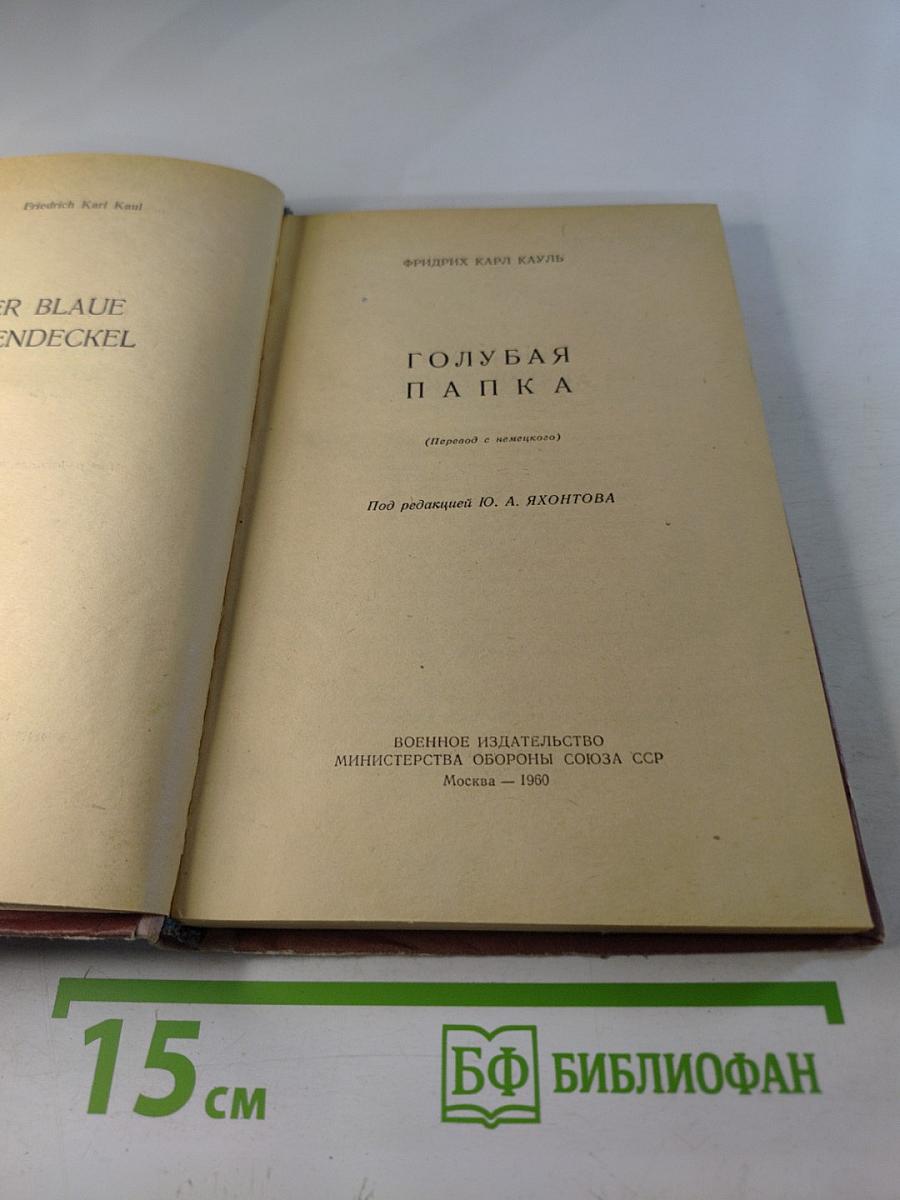 Friedrich Karl Kaul
ER BLAUE
ENDECKEL
ФРИДРИХ КАРЛ КАУЛЬ
ГОЛУБАЯ
ПАПКА
(Перевод с немецкого)
Под редакцией Ю. А. ЯХОНТОВА
ВОЕННОЕ ИЗДАТЕЛЬСТВО
МИНИСТЕРСТВА ОБОРОНЫ СОЮЗА ССР
Москва — 1960
15 см
БФ БИБЛИОФАН